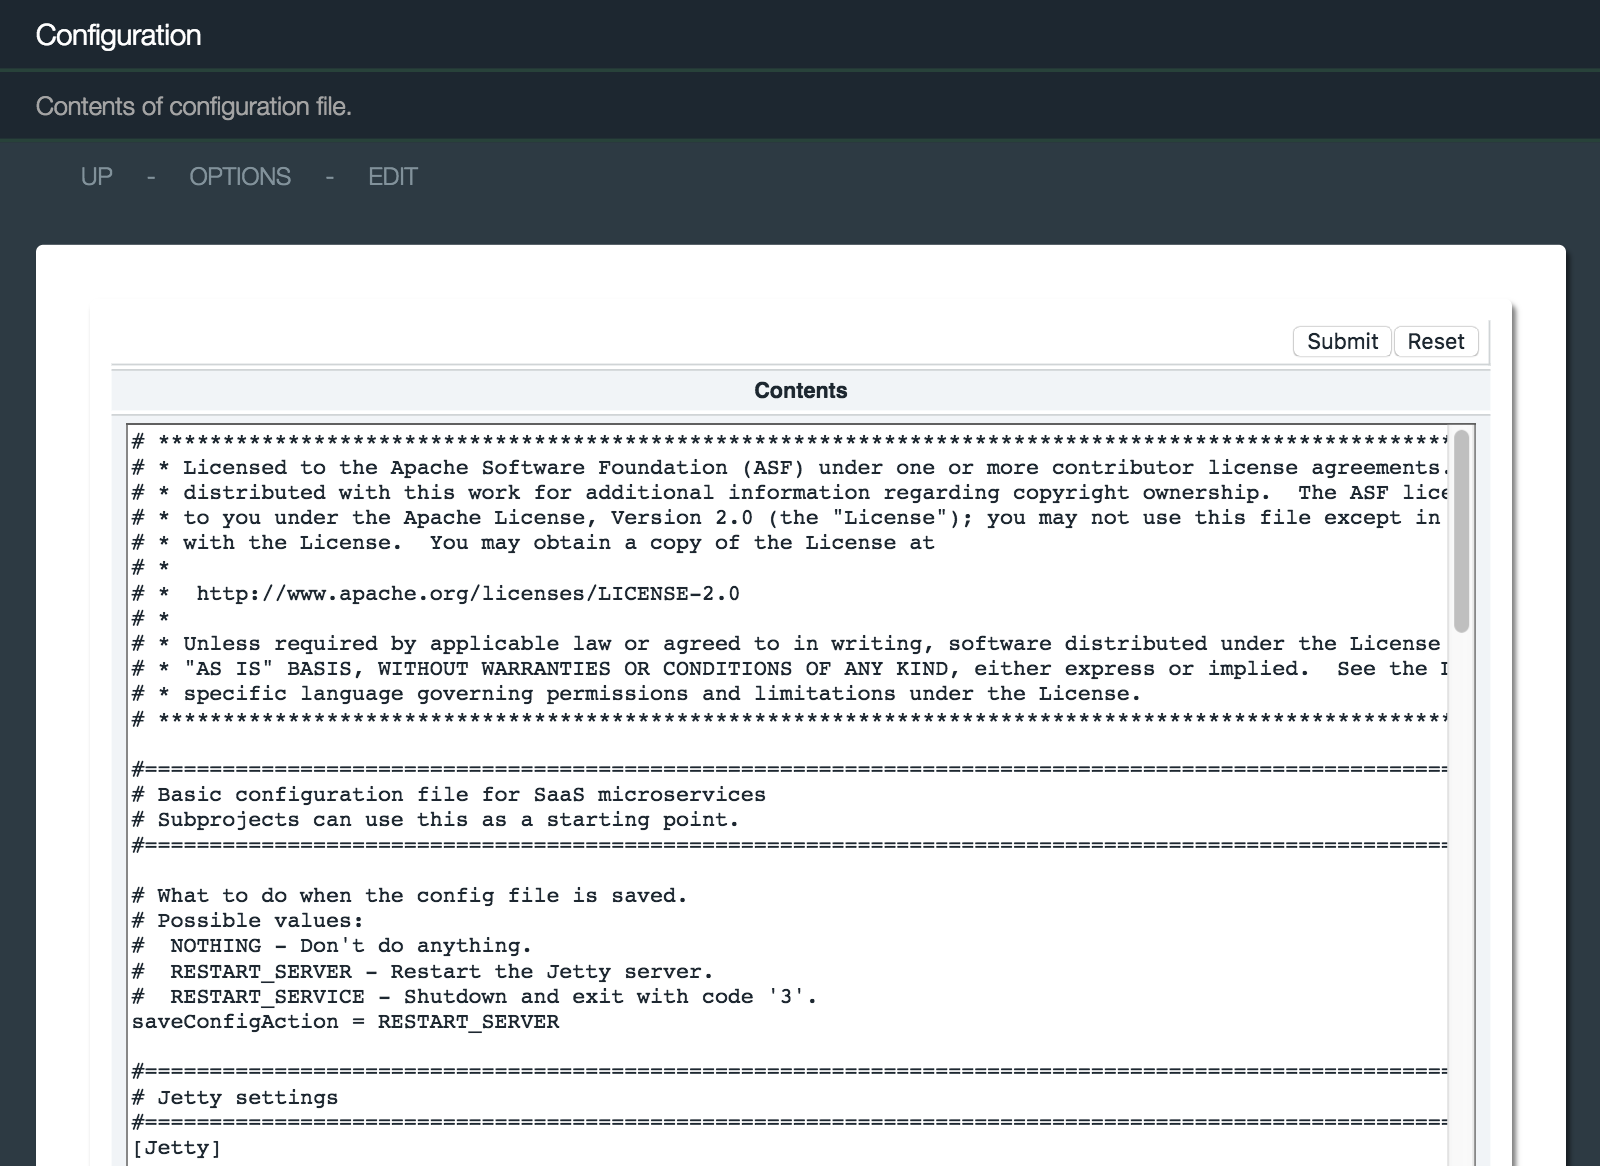 Configuration
Contents of configuration file.
UP - OPTIONS - EDIT
Submit Reset
Contents
# ****************************************************************************************************
# * Licensed to the Apache Software Foundation (ASF) under one or more contributor license agreements.
# * distributed with this work for additional information regarding copyright ownership.  The ASF lice
# * to you under the Apache License, Version 2.0 (the "License"); you may not use this file except in
# * with the License.  You may obtain a copy of the License at
# *
# *  http://www.apache.org/licenses/LICENSE-2.0
# *
# * Unless required by applicable law or agreed to in writing, software distributed under the License
# * "AS IS" BASIS, WITHOUT WARRANTIES OR CONDITIONS OF ANY KIND, either express or implied.  See the
# * specific language governing permissions and limitations under the License.
# ****************************************************************************************************
#=====================================================================================================
# Basic configuration file for SaaS microservices
# Subprojects can use this as a starting point.
#=====================================================================================================
# What to do when the config file is saved.
# Possible values:
#  NOTHING - Don't do anything.
#  RESTART_SERVER - Restart the Jetty server.
#  RESTART_SERVICE - Shutdown and exit with code '3'.
saveConfigAction = RESTART_SERVER
#=====================================================================================================
# Jetty settings
#=====================================================================================================
[Jetty]